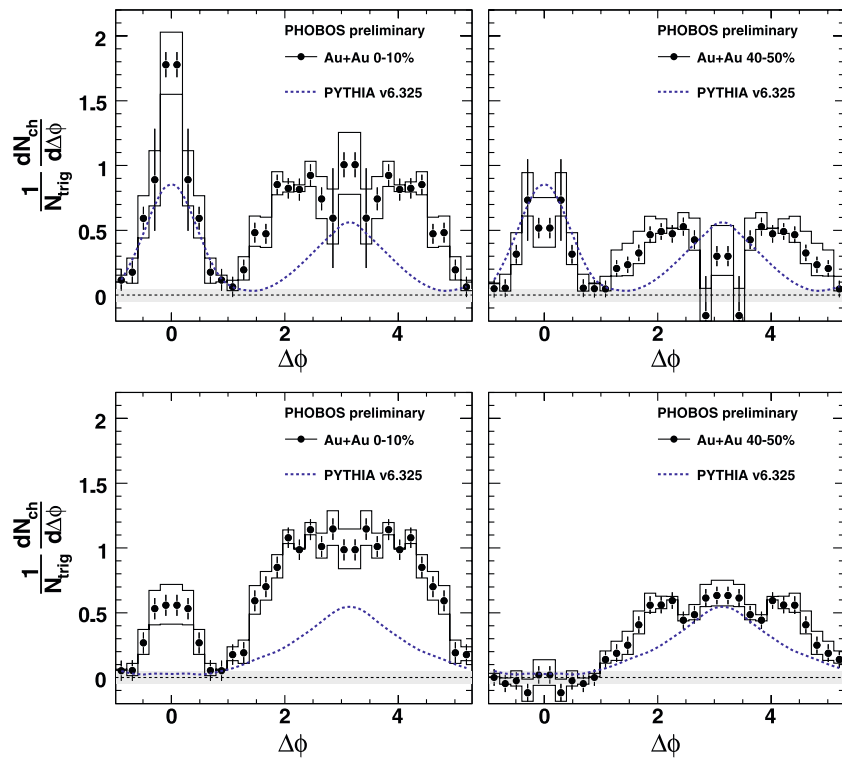 PHOBOS preliminary
Au+Au 0-10%
PYTHIA v6.325
2
1.5
1
0.5
0
1/N_trig dN_ch/dΔϕ
0 2 4
Δϕ
PHOBOS preliminary
Au+Au 40-50%
PYTHIA v6.325
0 2 4
Δϕ
PHOBOS preliminary
Au+Au 0-10%
PYTHIA v6.325
2
1.5
1
0.5
0
1/N_trig dN_ch/dΔϕ
0 2 4
Δϕ
PHOBOS preliminary
Au+Au 40-50%
PYTHIA v6.325
0 2 4
Δϕ